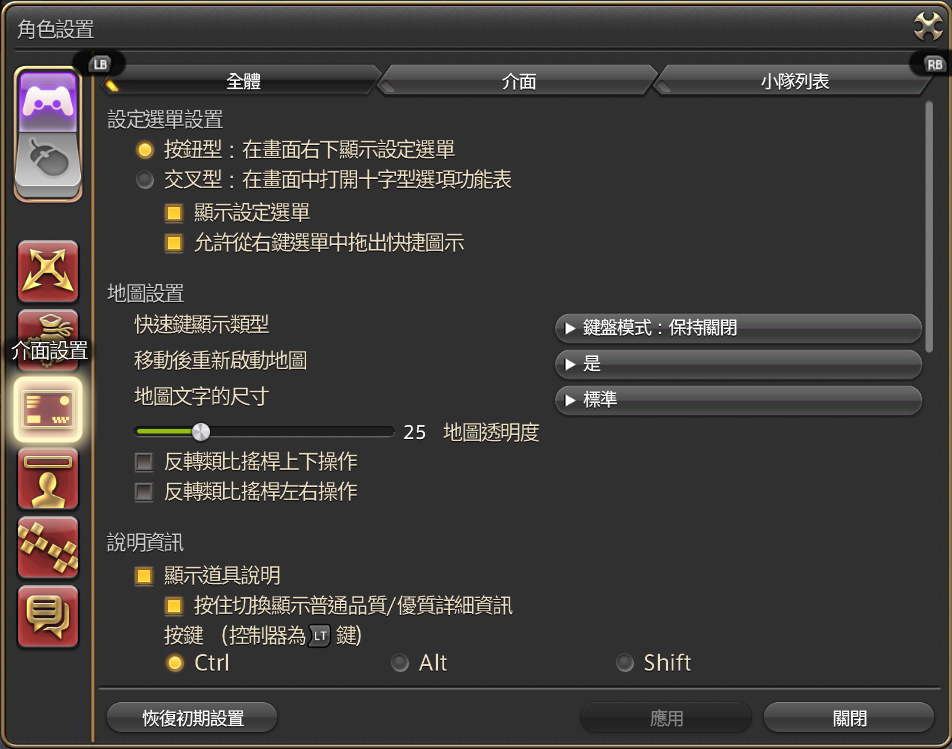 角色設置
LB
RB
全體
介面
小隊列表
設定選單設置
按鈕型：在畫面右下顯示設定選單
交叉型：在畫面中打開十字型選項功能表
顯示設定選單
允許從右鍵選單中拖出快捷圖示
地圖設置
介面設置
快速鍵顯示類型
鍵盤模式：保持關閉
移動後重新啟動地圖
是
地圖文字的尺寸
標準
25 地圖透明度
反轉類比搖桿上下操作
反轉類比搖桿左右操作
說明資訊
顯示道具說明
按住切換顯示普通品質/優質詳細資訊
按鍵 (控制器為 LT 鍵)
Ctrl
Alt
Shift
恢復初期設置
應用
關閉